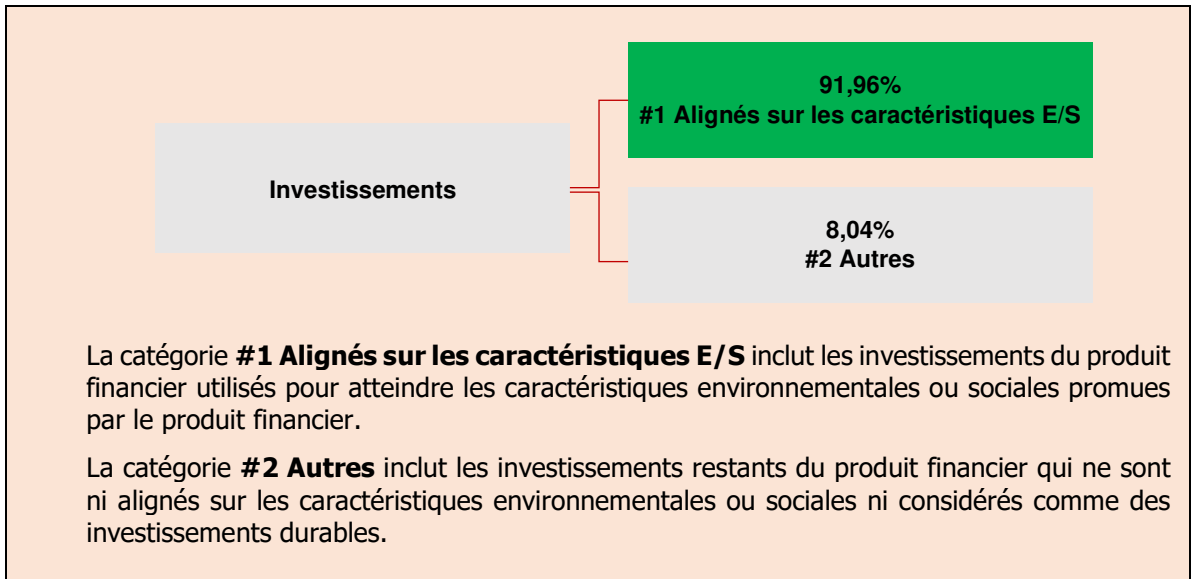 91,96%
#1 Alignés sur les caractéristiques E/S
Investissements
8,04%
#2 Autres
La catégorie #1 Alignés sur les caractéristiques E/S inclut les investissements du produit
financier utilisés pour atteindre les caractéristiques environnementales ou sociales promues
par le produit financier.
La catégorie #2 Autres inclut les investissements restants du produit financier qui ne sont
ni alignés sur les caractéristiques environnementales ou sociales ni considérés comme des
investissements durables.